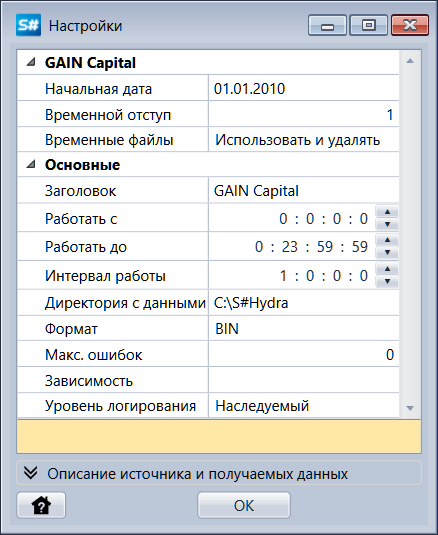 S# Настройки
GAIN Capital
Начальная дата 01.01.2010
Временной отступ 1
Временные файлы Использовать и удалять
Основные
Заголовок GAIN Capital
Работать с 0 : 0 : 0 : 0
Работать до 0 : 23 : 59 : 59
Интервал работы 1 : 0 : 0 : 0
Директория с данными C:\S#Hydra
Формат BIN
Макс. ошибок 0
Зависимость
Уровень логирования Наследуемый
Описание источника и получаемых данных
? OK